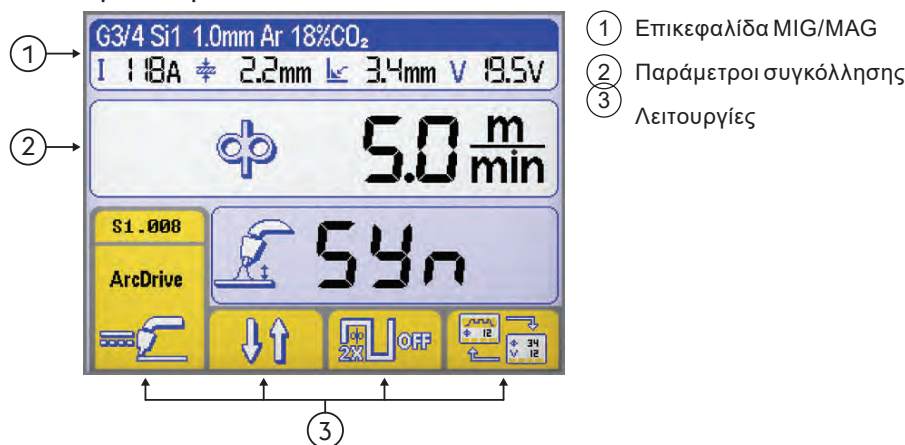 G3/4 Si1 1.0mm Ar 18%CO₂
I 118A 2.2mm 3.4mm V 19.5V
5.0 m/min
S1.008
ArcDrive
Syn
2X OFF
12 34
V 12
1
2
3
1 Επικεφαλίδα MIG/MAG
2 Παράμετροι συγκόλλησης
3
Λειτουργίες